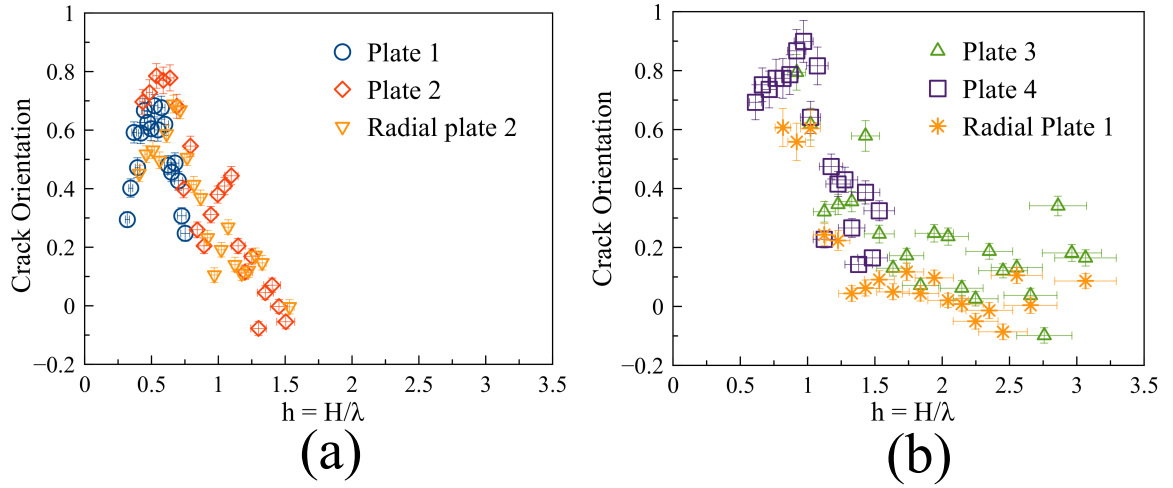 Crack Orientation
1
0.8
0.6
0.4
0.2
0
−0.2
0
0.5
1
1.5
2
2.5
3
3.5
h = H/λ
Plate 1
Plate 2
Radial plate 2
(a)
Crack Orientation
1
0.8
0.6
0.4
0.2
0
−0.2
0
0.5
1
1.5
2
2.5
3
3.5
h = H/λ
Plate 3
Plate 4
Radial Plate 1
(b)